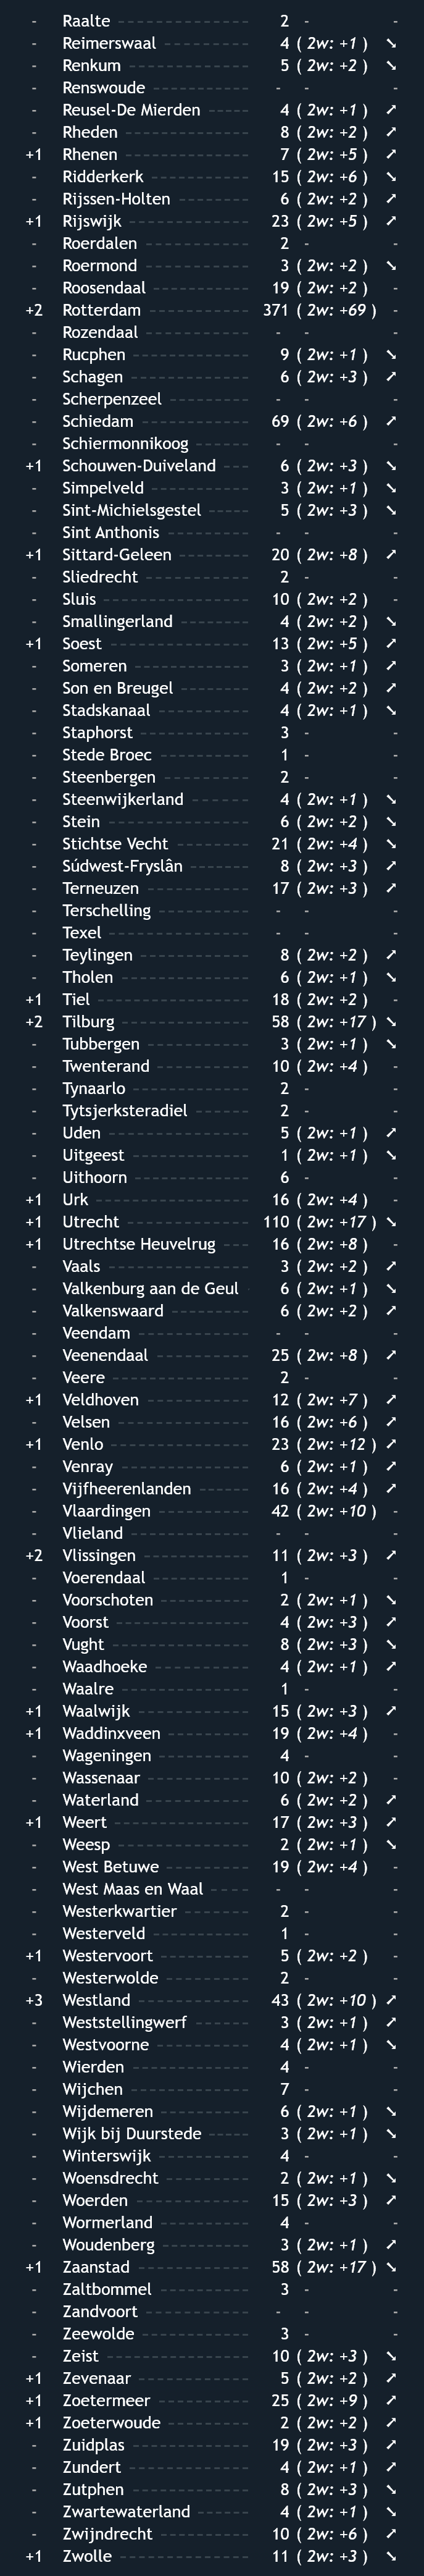 - Raalte 2 - -
- Reimerswaal 4 ( 2w: +1 ) ➘
- Renkum 5 ( 2w: +2 ) ➘
- Renswoude - - -
- Reusel-De Mierden 4 ( 2w: +1 ) ➚
- Rheden 8 ( 2w: +2 ) ➚
+1 Rhenen 7 ( 2w: +5 ) ➚
- Ridderkerk 15 ( 2w: +6 ) ➘
- Rijssen-Holten 6 ( 2w: +2 ) ➚
+1 Rijswijk 23 ( 2w: +5 ) ➚
- Roerdalen 2 - -
- Roermond 3 ( 2w: +2 ) ➘
- Roosendaal 19 ( 2w: +2 ) -
+2 Rotterdam 371 ( 2w: +69 ) -
- Rozendaal - - -
- Rucphen 9 ( 2w: +1 ) ➘
- Schagen 6 ( 2w: +3 ) ➚
- Scherpenzeel - - -
- Schiedam 69 ( 2w: +6 ) ➚
- Schiermonnikoog - - -
+1 Schouwen-Duiveland 6 ( 2w: +3 ) ➘
- Simpelveld 3 ( 2w: +1 ) ➘
- Sint-Michielsgestel 5 ( 2w: +3 ) ➘
- Sint Anthonis - - -
+1 Sittard-Geleen 20 ( 2w: +8 ) ➚
- Sliedrecht 2 - -
- Sluis 10 ( 2w: +2 ) -
- Smallingerland 4 ( 2w: +2 ) ➘
+1 Soest 13 ( 2w: +5 ) ➚
- Someren 3 ( 2w: +1 ) ➚
- Son en Breugel 4 ( 2w: +2 ) ➚
- Stadskanaal 4 ( 2w: +1 ) ➘
- Staphorst 3 - -
- Stede Broec 1 - -
- Steenbergen 2 - -
- Steenwijkerland 4 ( 2w: +1 ) ➘
- Stein 6 ( 2w: +2 ) ➘
- Stichtse Vecht 21 ( 2w: +4 ) ➘
- Súdwest-Fryslân 8 ( 2w: +3 ) ➚
- Terneuzen 17 ( 2w: +3 ) ➚
- Terschelling - - -
- Texel - - -
- Teylingen 8 ( 2w: +2 ) ➚
- Tholen 6 ( 2w: +1 ) ➘
+1 Tiel 18 ( 2w: +2 ) -
+2 Tilburg 58 ( 2w: +17 ) ➘
- Tubbergen 3 ( 2w: +1 ) ➘
- Twenterand 10 ( 2w: +4 ) -
- Tynaarlo 2 - -
- Tytsjerksteradiel 2 - -
- Uden 5 ( 2w: +1 ) ➚
- Uitgeest 1 ( 2w: +1 ) ➘
- Uithoorn 6 - -
+1 Urk 16 ( 2w: +4 ) -
+1 Utrecht 110 ( 2w: +17 ) ➘
+1 Utrechtse Heuvelrug 16 ( 2w: +8 ) -
- Vaals 3 ( 2w: +2 ) ➚
- Valkenburg aan de Geul 6 ( 2w: +1 ) ➘
- Valkenswaard 6 ( 2w: +2 ) ➚
- Veendam - - -
- Veenendaal 25 ( 2w: +8 ) ➚
- Veere 2 - -
+1 Veldhoven 12 ( 2w: +7 ) ➚
- Velsen 16 ( 2w: +6 ) ➚
+1 Venlo 23 ( 2w: +12 ) ➚
- Venray 6 ( 2w: +1 ) ➚
- Vijfheerenlanden 16 ( 2w: +4 ) ➚
- Vlaardingen 42 ( 2w: +10 ) -
- Vlieland - - -
+2 Vlissingen 11 ( 2w: +3 ) ➚
- Voerendaal 1 - -
- Voorschoten 2 ( 2w: +1 ) ➘
- Voorst 4 ( 2w: +3 ) ➚
- Vught 8 ( 2w: +3 ) ➘
- Waadhoeke 4 ( 2w: +1 ) ➚
- Waalre 1 - -
+1 Waalwijk 15 ( 2w: +3 ) ➚
+1 Waddinxveen 19 ( 2w: +4 ) -
- Wageningen 4 - -
- Wassenaar 10 ( 2w: +2 ) -
- Waterland 6 ( 2w: +2 ) ➚
+1 Weert 17 ( 2w: +3 ) ➚
- Weesp 2 ( 2w: +1 ) ➘
- West Betuwe 19 ( 2w: +4 ) -
- West Maas en Waal - - -
- Westerkwartier 2 - -
- Westerveld 1 - -
+1 Westervoort 5 ( 2w: +2 ) -
- Westerwolde 2 - -
+3 Westland 43 ( 2w: +10 ) ➚
- Weststellingwerf 3 ( 2w: +1 ) ➚
- Westvoorne 4 ( 2w: +1 ) ➘
- Wierden 4 - -
- Wijchen 7 - -
- Wijdemeren 6 ( 2w: +1 ) ➘
- Wijk bij Duurstede 3 ( 2w: +1 ) ➘
- Winterswijk 4 - -
- Woensdrecht 2 ( 2w: +1 ) ➘
- Woerden 15 ( 2w: +3 ) ➚
- Wormerland 4 - -
- Woudenberg 3 ( 2w: +1 ) ➚
+1 Zaanstad 58 ( 2w: +17 ) ➘
- Zaltbommel 3 - -
- Zandvoort - - -
- Zeewolde 3 - -
- Zeist 10 ( 2w: +3 ) ➘
+1 Zevenaar 5 ( 2w: +2 ) ➚
+1 Zoetermeer 25 ( 2w: +9 ) ➚
+1 Zoeterwoude 2 ( 2w: +2 ) ➚
- Zuidplas 19 ( 2w: +3 ) ➚
- Zundert 4 ( 2w: +1 ) ➚
- Zutphen 8 ( 2w: +3 ) ➘
- Zwartewaterland 4 ( 2w: +1 ) ➘
- Zwijndrecht 10 ( 2w: +6 ) ➚
+1 Zwolle 11 ( 2w: +3 ) ➘